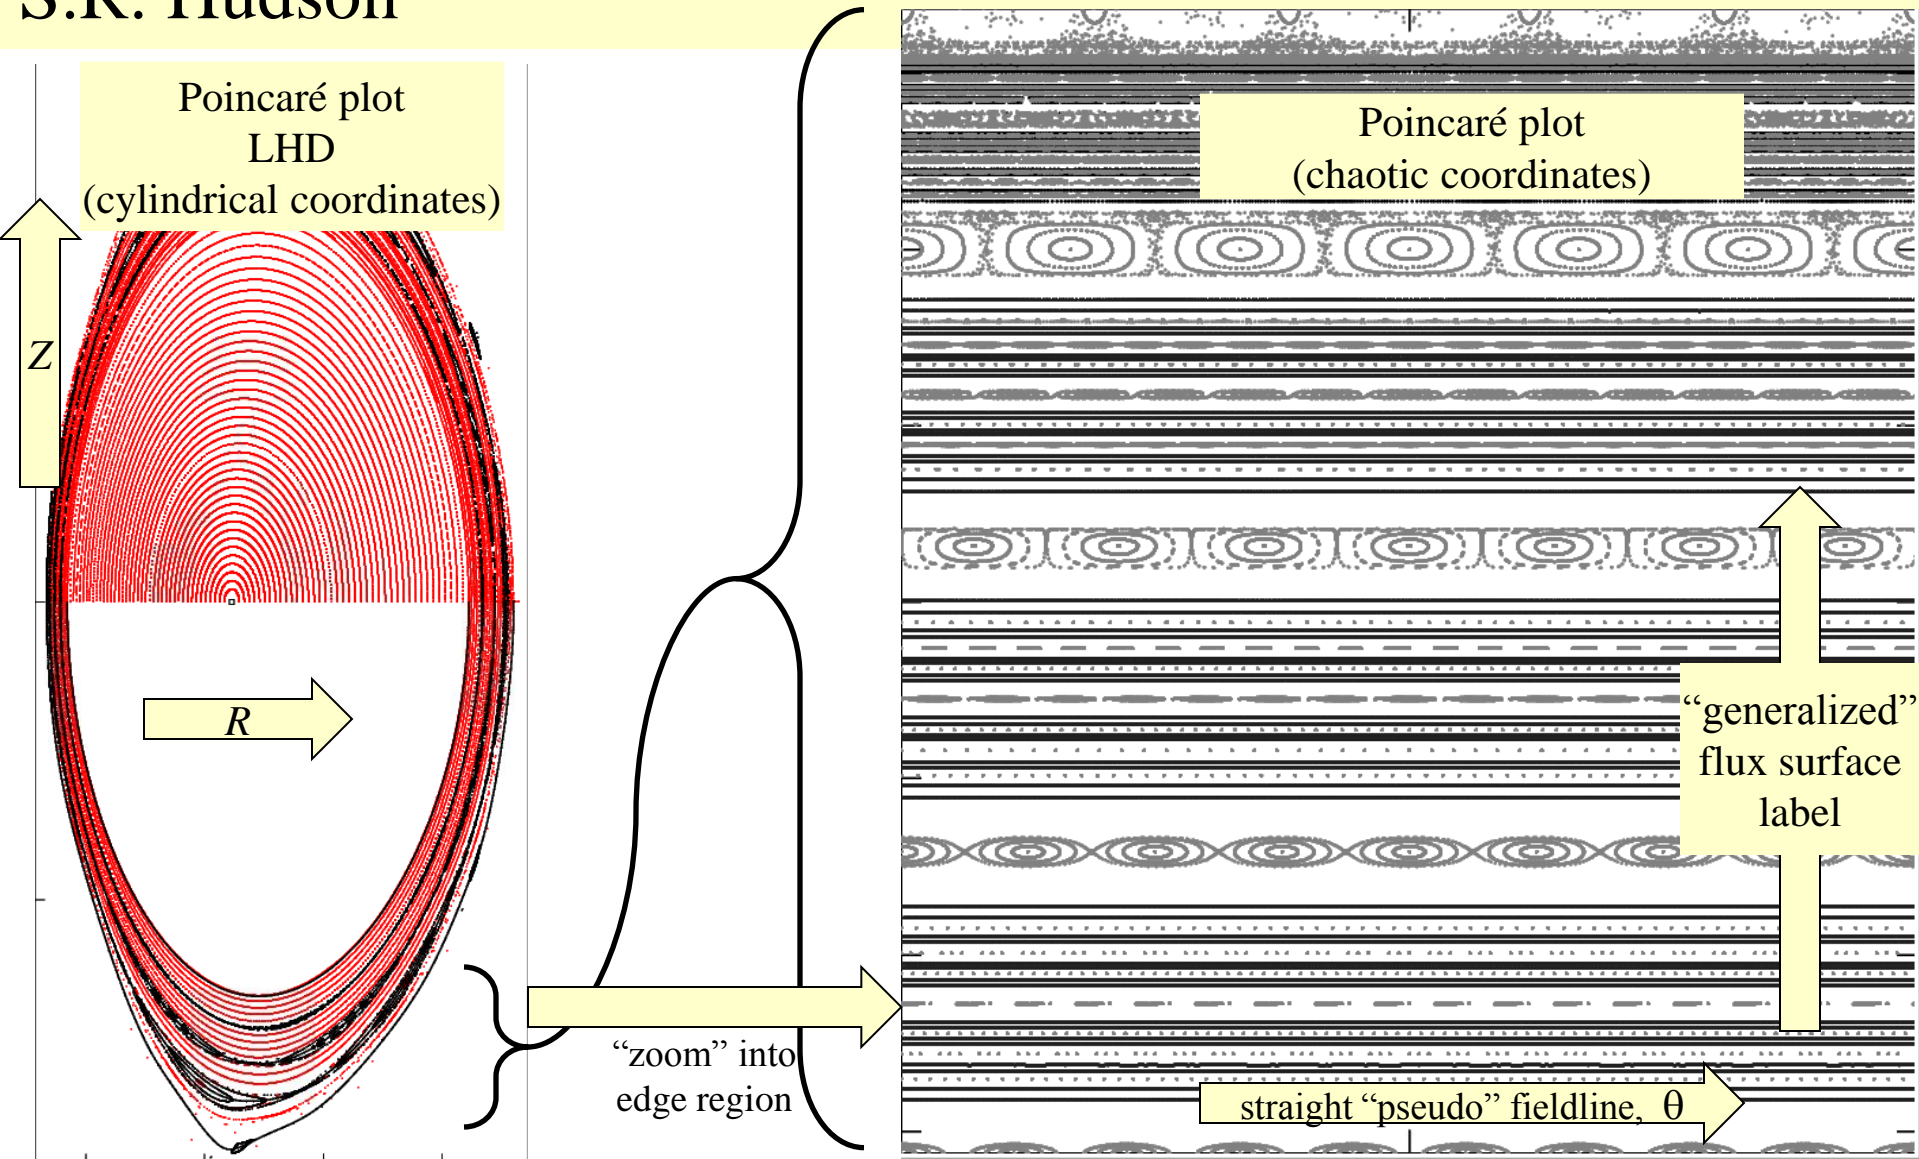 S.R. Hudson
Poincaré plot
LHD
(cylindrical coordinates)
Z
R
"zoom" into
edge region
Poincaré plot
(chaotic coordinates)
“generalized”
flux surface
label
straight “pseudo” fieldline, θ